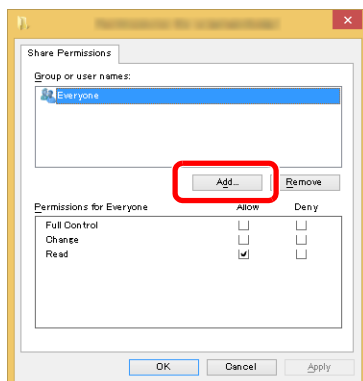 Share Permissions
Group or user names:
Everyone
Add...
Remove
Permissions for Everyone
Allow
Deny
Full Control
Change
Read
OK
Cancel
Apply